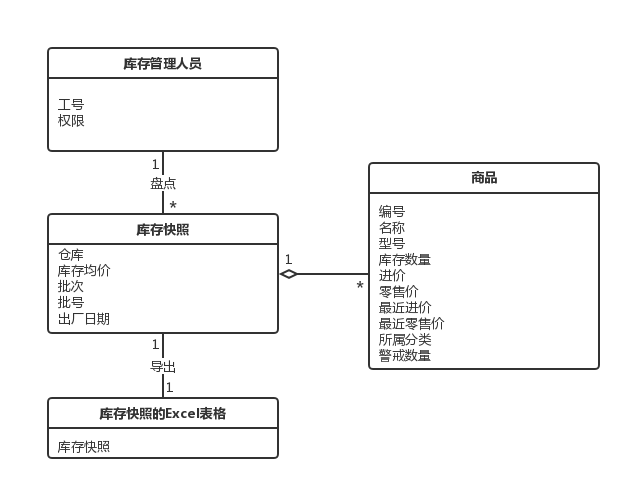 库存管理人员
工号
权限
1
盘点
*
库存快照
仓库
库存均价
批次
批号
出厂日期
1
*
商品
编号
名称
型号
库存数量
进价
零售价
最近进价
最近零售价
所属分类
警戒数量
1
导出
1
库存快照的Excel表格
库存快照